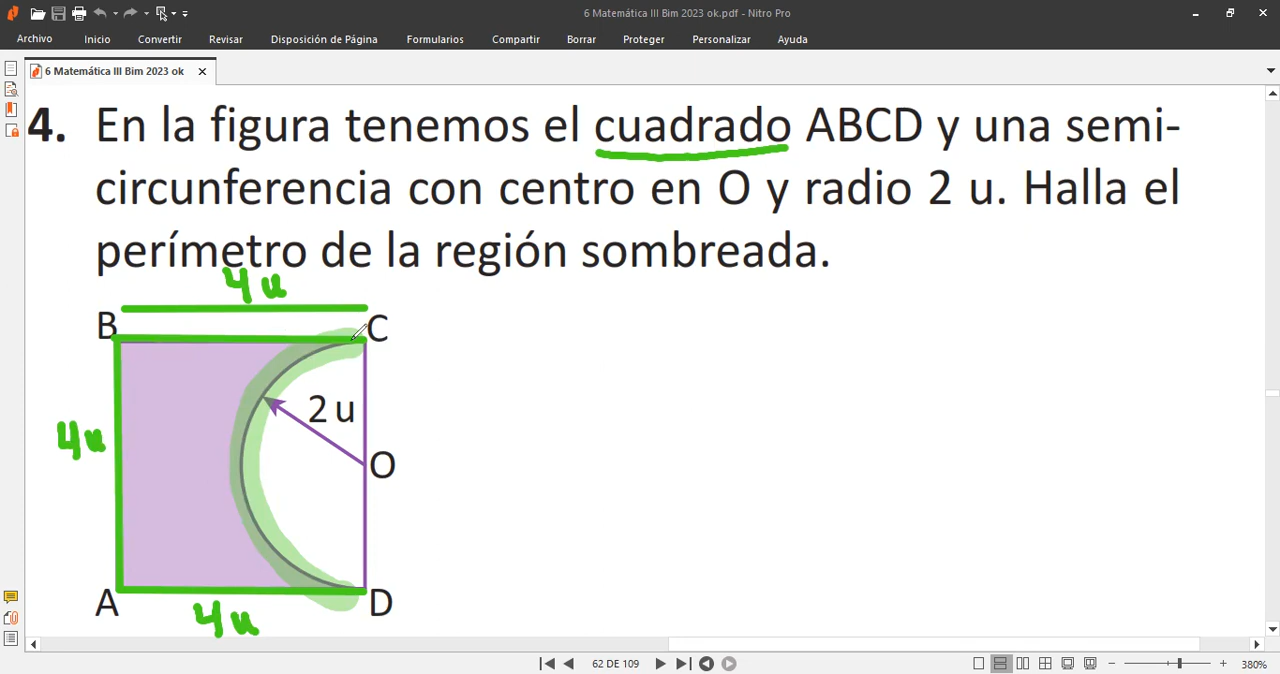 6 Matemática III Bim 2023 ok.pdf - Nitro Pro
Archivo Inicio Convertir Revisar Disposición de Página Formularios Compartir Borrar Proteger Personalizar Ayuda
6 Matemática III Bim 2023 ok
4. En la figura tenemos el cuadrado ABCD y una semi-
circunferencia con centro en O y radio 2 u. Halla el
perímetro de la región sombreada.
4u
B C
2 u
4u
O
A D
4u
62 DE 109
380%